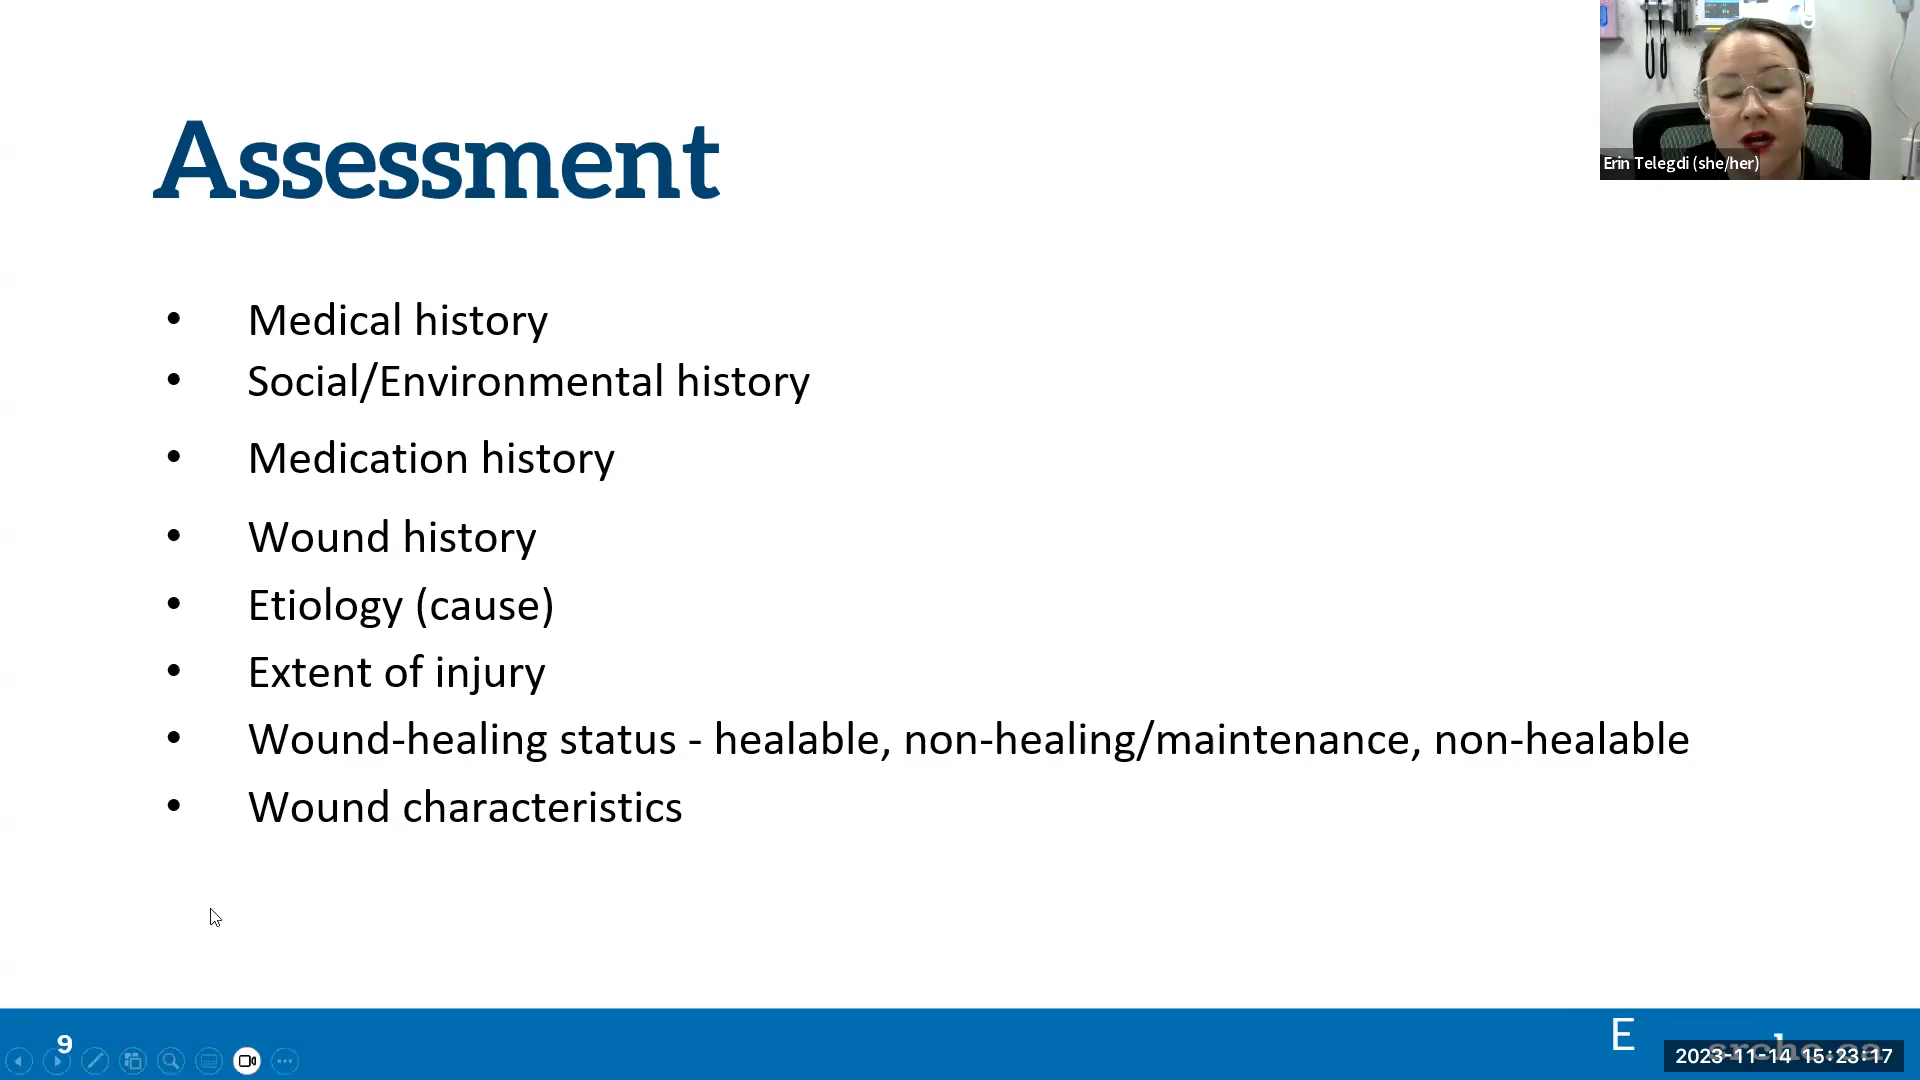 Assessment
Erin Telegdi (she/her)
• Medical history
• Social/Environmental history
• Medication history
• Wound history
• Etiology (cause)
• Extent of injury
• Wound-healing status - healable, non-healing/maintenance, non-healable
• Wound characteristics
9
E
2023-11-14 15:23:17